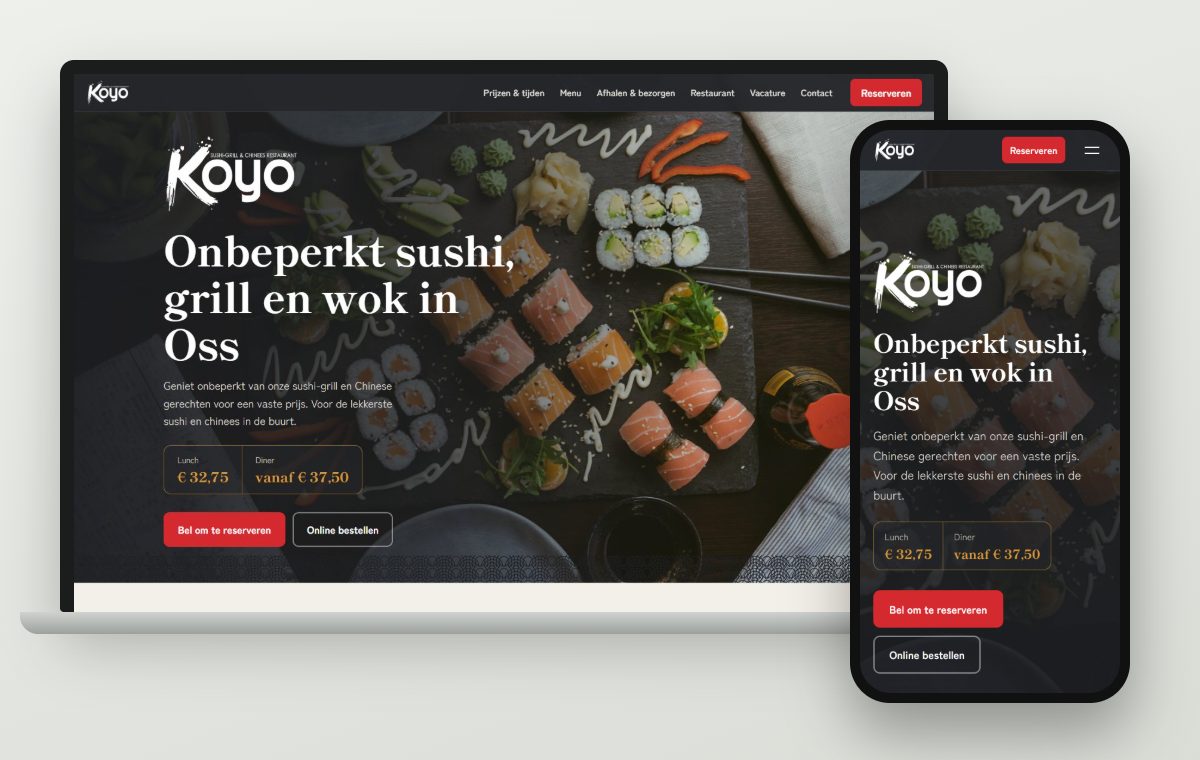 Koyo
Prijzen & tijden
Menu
Afhalen & bezorgen
Restaurant
Vacature
Contact
Reserveren
SUSHI-GRILL & CHINEES RESTAURANT
Koyo
Onbeperkt sushi,
grill en wok in
Oss
Geniet onbeperkt van onze sushi-grill en Chinese
gerechten voor een vaste prijs. Voor de lekkerste
sushi en chinees in de buurt.
Lunch
€ 32,75
Diner
vanaf € 37,50
Bel om te reserveren
Online bestellen
Koyo
Reserveren
SUSHI-GRILL & CHINEES RESTAURANT
Koyo
Onbeperkt sushi,
grill en wok in
Oss
Geniet onbeperkt van onze sushi-grill en
Chinese gerechten voor een vaste prijs.
Voor de lekkerste sushi en chinees in de
buurt.
Lunch
€ 32,75
Diner
vanaf € 37,50
Bel om te reserveren
Online bestellen